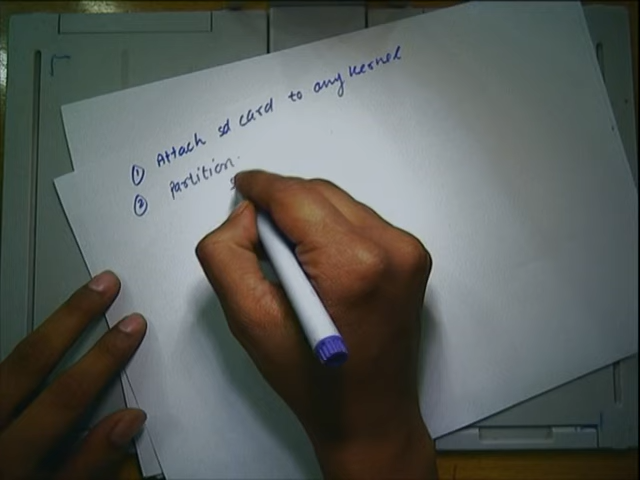 ① Attach sd card to any kernel
② Partition.